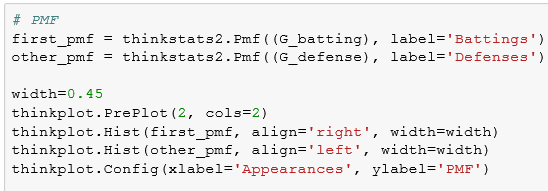 # PMF
first_pmf = thinkstats2.Pmf((G_batting), label='Battings')
other_pmf = thinkstats2.Pmf((G_defense), label='Defenses')

width=0.45
thinkplot.PrePlot(2, cols=2)
thinkplot.Hist(first_pmf, align='right', width=width)
thinkplot.Hist(other_pmf, align='left', width=width)
thinkplot.Config(xlabel='Appearances', ylabel='PMF')